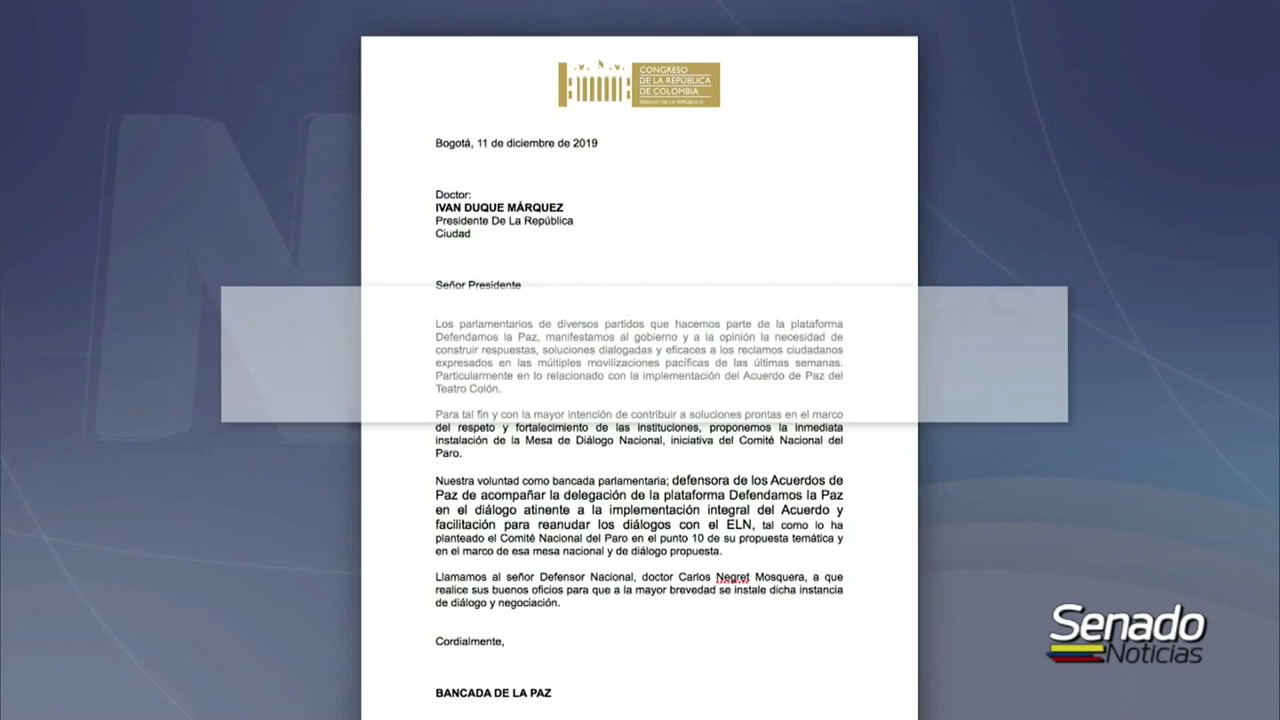 CONGRESO
DE LA REPÚBLICA
DE COLOMBIA
SENADO DE LA REPÚBLICA
Bogotá, 11 de diciembre de 2019
Doctor:
IVAN DUQUE MÁRQUEZ
Presidente De La República
Ciudad
Señor Presidente
Los parlamentarios de diversos partidos que hacemos parte de la plataforma
Defendamos la Paz, manifestamos al gobierno y a la opinión la necesidad de
construir respuestas, soluciones dialogadas y eficaces a los reclamos ciudadanos
expresados en las múltiples movilizaciones pacíficas de las últimas semanas.
Particularmente en lo relacionado con la implementación del Acuerdo de Paz del
Teatro Colón.
Para tal fin y con la mayor intención de contribuir a soluciones prontas en el marco
del respeto y fortalecimiento de las instituciones, proponemos la inmediata
instalación de la Mesa de Diálogo Nacional, iniciativa del Comité Nacional del
Paro.
Nuestra voluntad como bancada parlamentaria; defensora de los Acuerdos de
Paz de acompañar la delegación de la plataforma Defendamos la Paz
en el diálogo atinente a la implementación integral del Acuerdo y
facilitación para reanudar los diálogos con el ELN, tal como lo ha
planteado el Comité Nacional del Paro en el punto 10 de su propuesta temática y
en el marco de esa mesa nacional y de diálogo propuesta.
Llamamos al señor Defensor Nacional, doctor Carlos Negret Mosquera, a que
realice sus buenos oficios para que a la mayor brevedad se instale dicha instancia
de diálogo y negociación.
Cordialmente,
BANCADA DE LA PAZ
Senado
Noticias